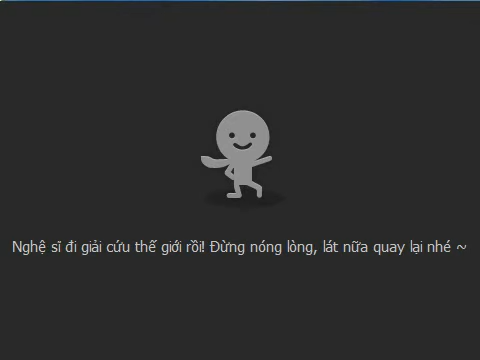 Nghệ sĩ đi giải cứu thế giới rồi! Đừng nóng lòng, lát nữa quay lại nhé ~